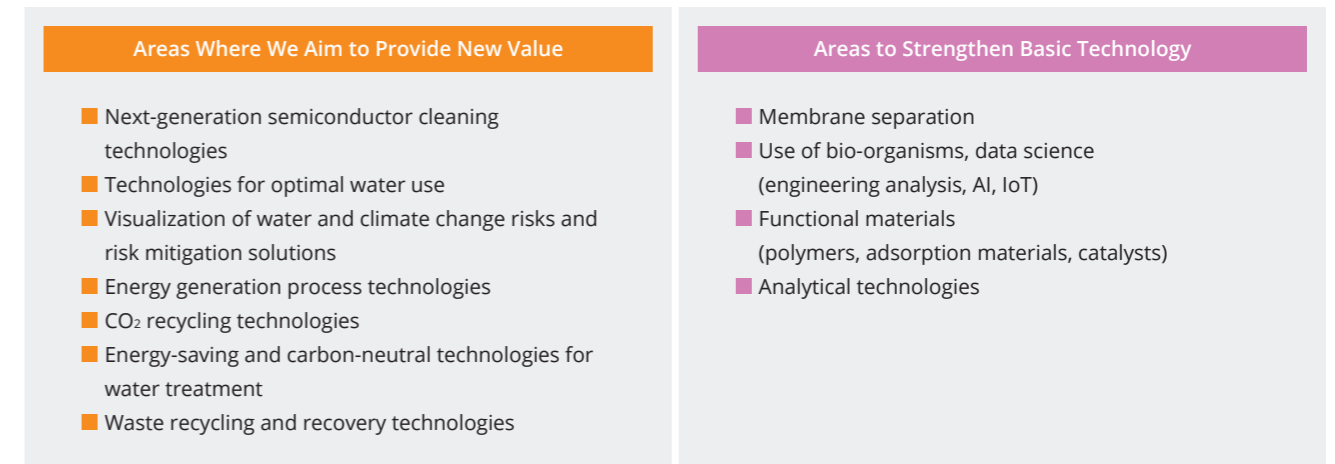 Areas Where We Aim to Provide New Value
Next-generation semiconductor cleaning
technologies
Technologies for optimal water use
Visualization of water and climate change risks and
risk mitigation solutions
Energy generation process technologies
CO₂ recycling technologies
Energy-saving and carbon-neutral technologies for
water treatment
Waste recycling and recovery technologies
Areas to Strengthen Basic Technology
Membrane separation
Use of bio-organisms, data science
(engineering analysis, AI, IoT)
Functional materials
(polymers, adsorption materials, catalysts)
Analytical technologies